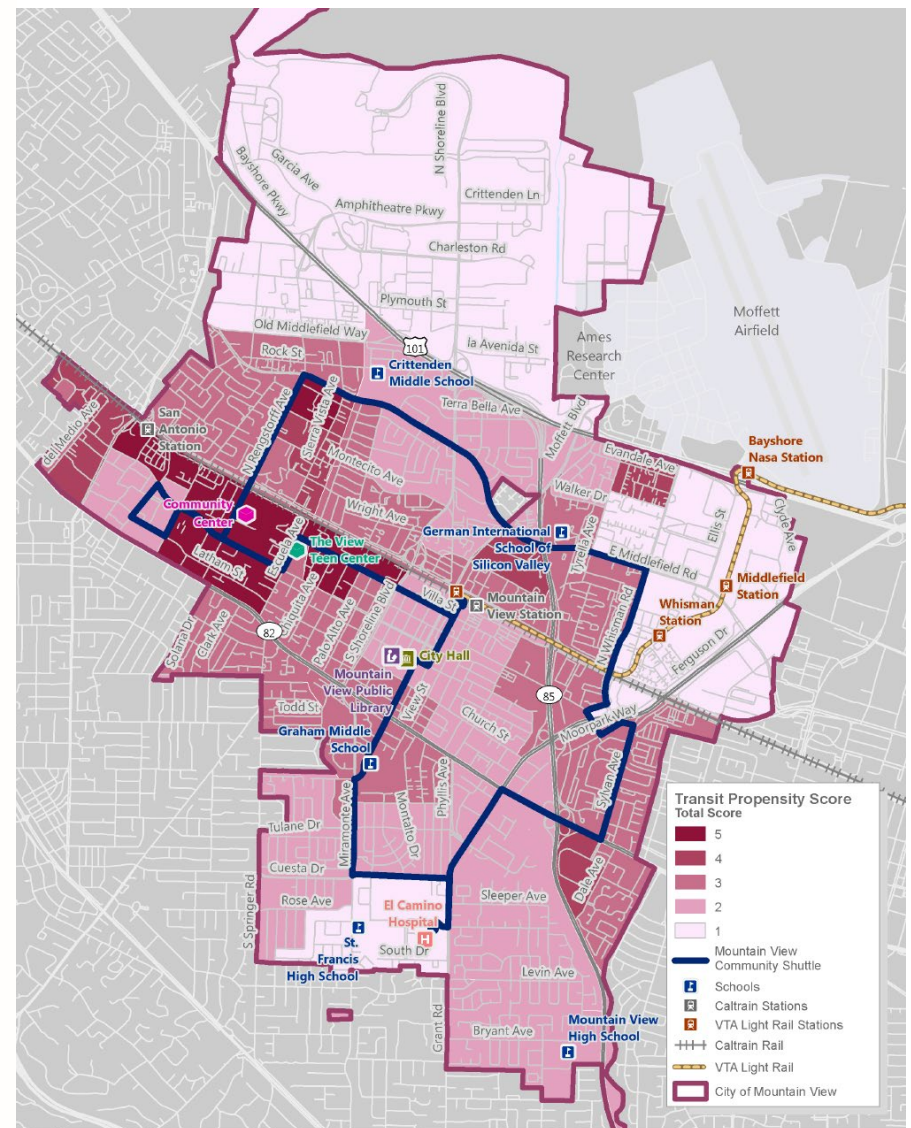 N Shoreline Blvd
Garcia Ave
Bayshore Pkwy
Crittenden Ln
Amphitheatre Pkwy
Charleston Rd
Plymouth St
Moffett
Airfield
Old Middlefield Way
101
la Avenida St
Ames
Research
Center
Rock St
Crittenden
Middle School
Terra Bella Ave
Moffett Blvd
San
Antonio
Station
del Medio Ave
N Rengstorff Ave
Sierra Vista Ave
Montecito Ave
Evandale Ave
Bayshore
Nasa Station
Walker Dr
Ellis St
Clyde Ave
Community
Center
Wright Ave
German International
School of
Silicon Valley
Tyrella Ave
E Middlefield Rd
Escuela Ave
The View
Teen Center
Latham St
Villa St
Mountain
View Station
Middlefield
Station
Whisman
Station
N Whisman Rd
Ferguson Dr
Chiquita Ave
Palo Alto Ave
S Shoreline Blvd
Solana Dr
Clark Ave
82
City Hall
Mountain
View Public
Library
View St
85
Todd St
Church St
Moorpark Way
Graham Middle
School
Phyllis Ave
Sylvan Ave
Miramonte Ave
Montalto Dr
Tulane Dr
Cuesta Dr
Rose Ave
S Springer Rd
Sleeper Ave
Dale Ave
El Camino
Hospital
H
St.
Francis
High School
South Dr
Levin Ave
Grant Rd
Bryant Ave
Mountain View
High School
Transit Propensity Score
Total Score
5
4
3
2
1
Mountain View
Community Shuttle
Schools
Caltrain Stations
VTA Light Rail Stations
Caltrain Rail
VTA Light Rail
City of Mountain View